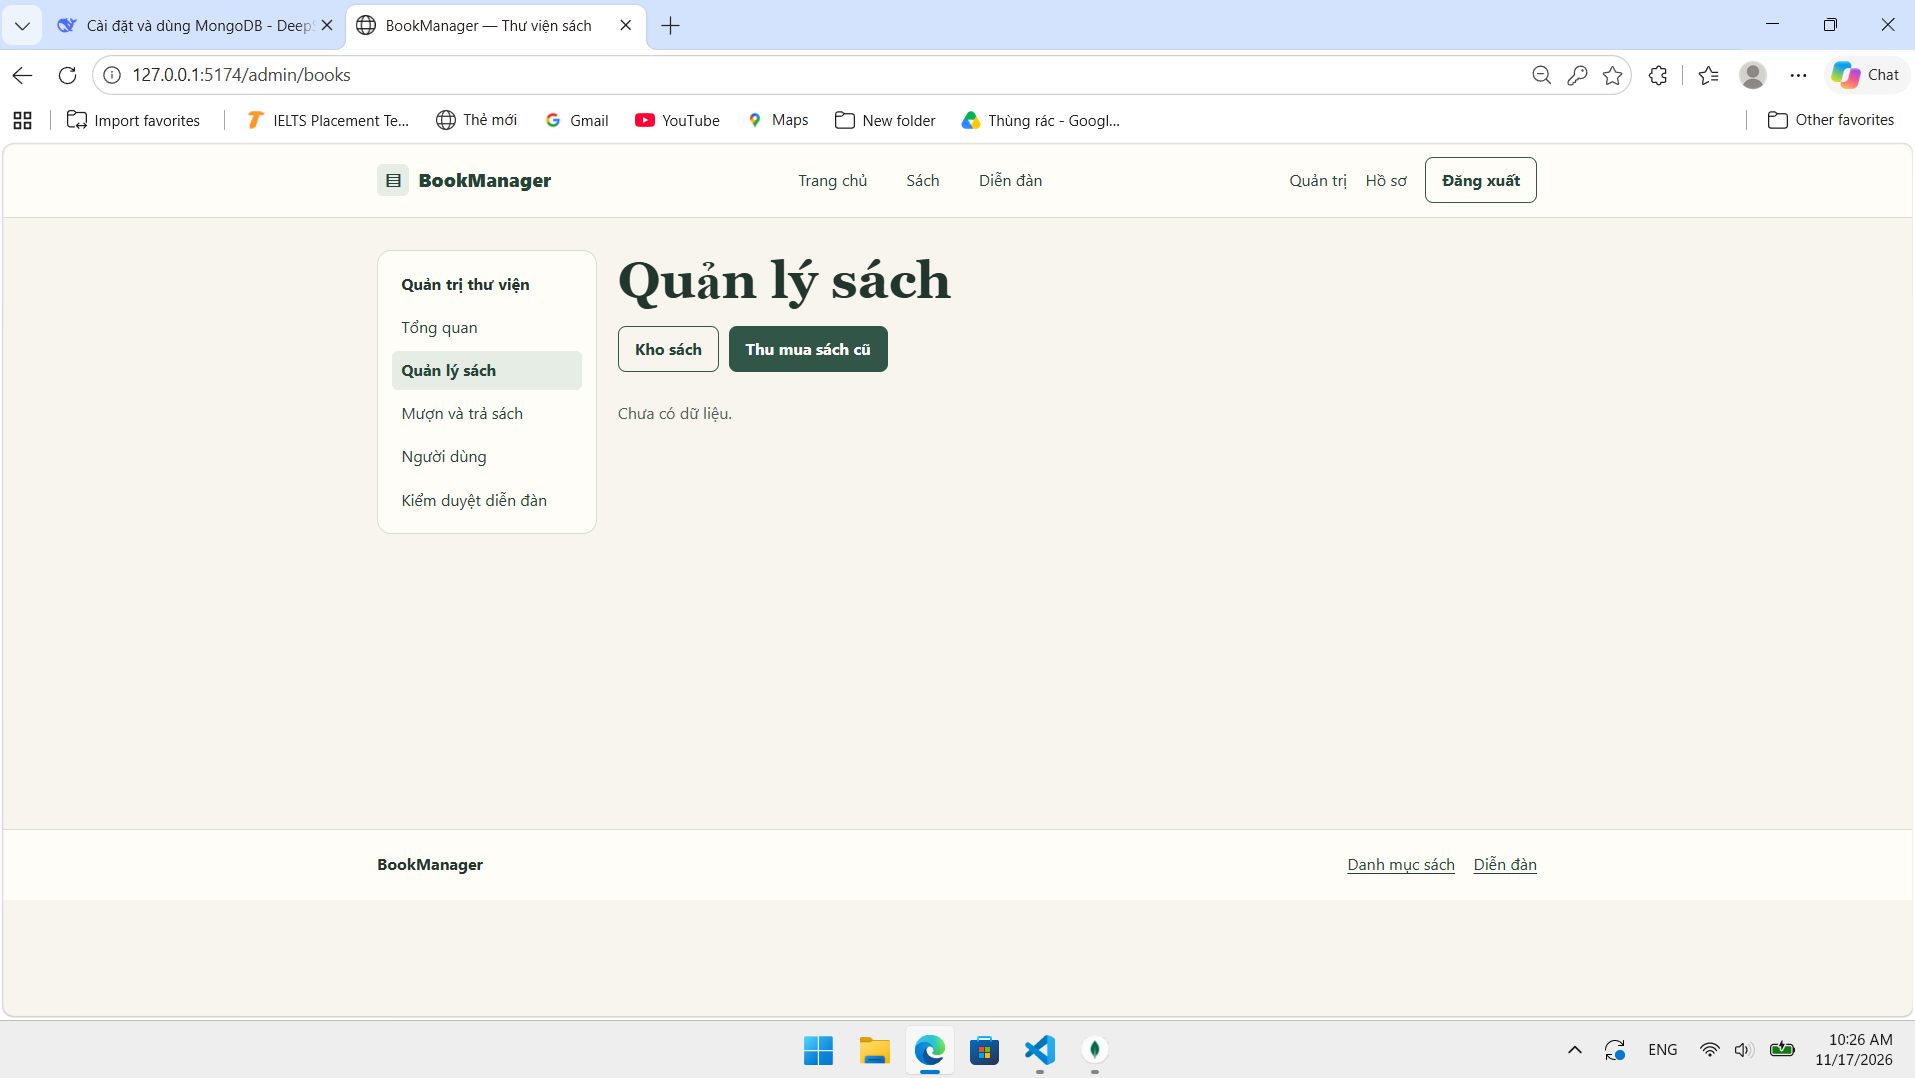 Cài đặt và dùng MongoDB - Deep
BookManager — Thư viện sách
127.0.0.1:5174/admin/books
Chat
Import favorites
IELTS Placement Te...
Thẻ mới
Gmail
YouTube
Maps
New folder
Thùng rác - Googl...
Other favorites
BookManager
Trang chủ
Sách
Diễn đàn
Quản trị
Hồ sơ
Đăng xuất
Quản trị thư viện
Tổng quan
Quản lý sách
Mượn và trả sách
Người dùng
Kiểm duyệt diễn đàn
Quản lý sách
Kho sách
Thu mua sách cũ
Chưa có dữ liệu.
BookManager
Danh mục sách
Diễn đàn
ENG
10:26 AM
11/17/2026